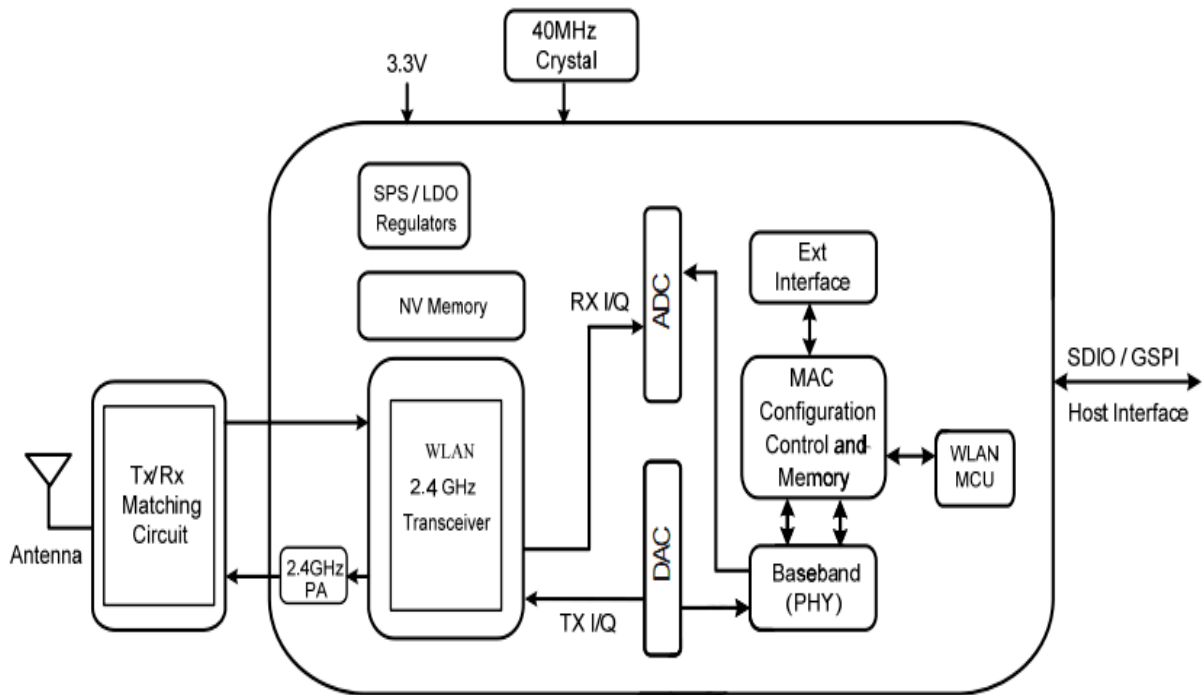 40MHz
Crystal
3.3V
SPS / LDO
Regulators
NV Memory
RX I/Q
ADC
Ext
Interface
MAC
Configuration
Control and
Memory
WLAN
MCU
SDIO / GSPI
Host Interface
Tx/Rx
Matching
Circuit
Antenna
2.4GHz
PA
WLAN
2.4 GHz
Transceiver
DAC
TX I/Q
Baseband
(PHY)